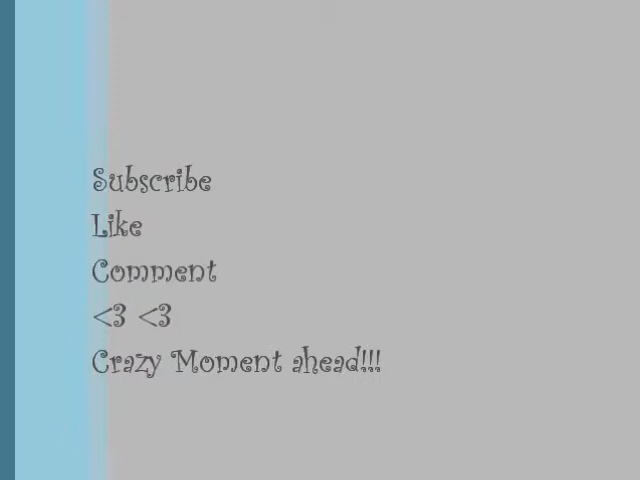 Subscribe
Like
Comment
<3 <3
Crazy Moment ahead!!!